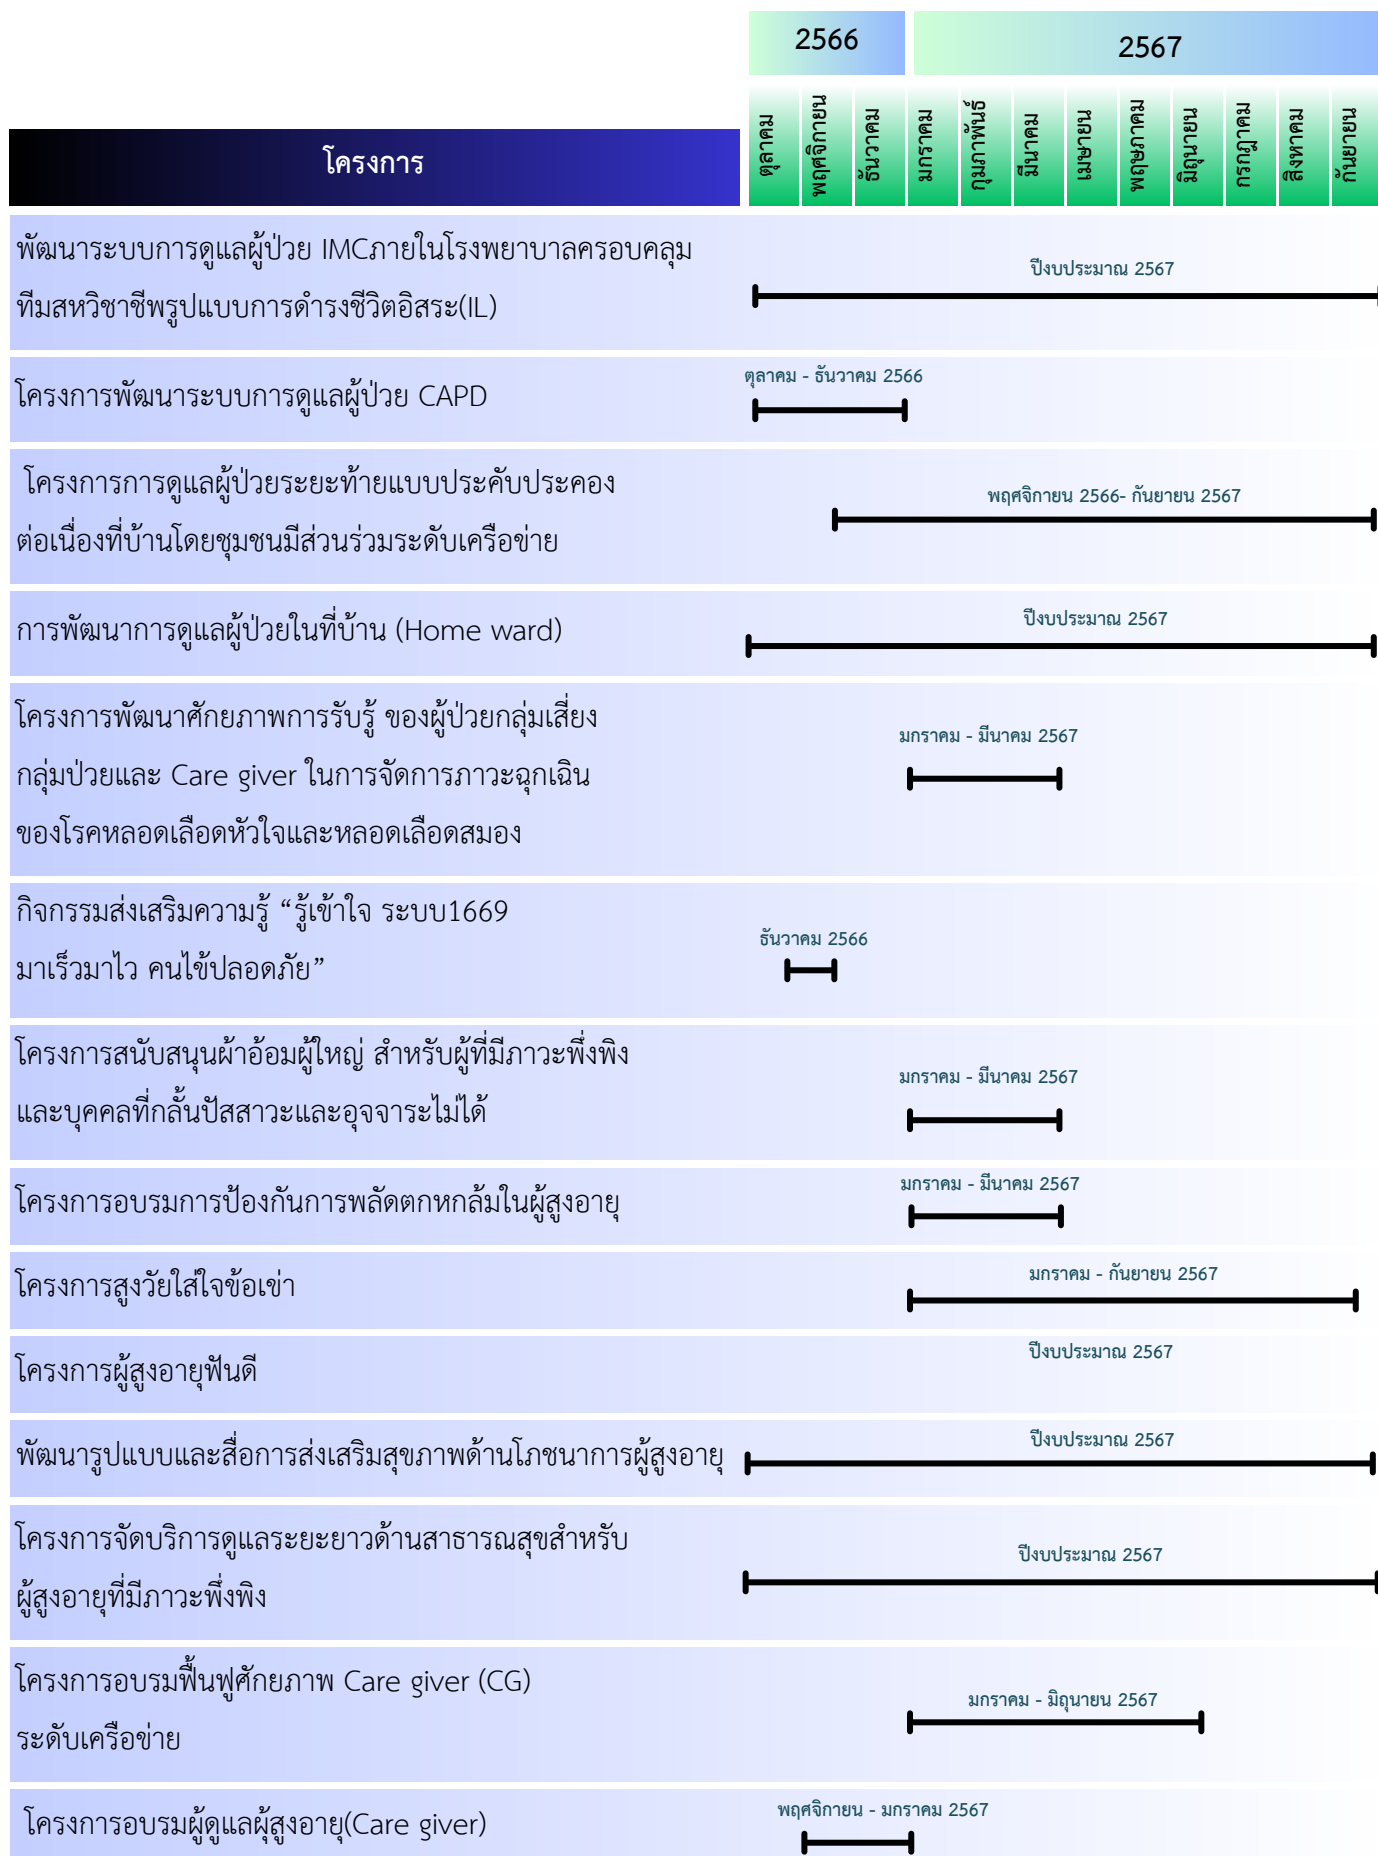 2566
2567
ตุลาคม
พฤศจิกายน
ธันวาคม
มกราคม
กุมภาพันธ์
มีนาคม
เมษายน
พฤษภาคม
มิถุนายน
กรกฎาคม
สิงหาคม
กันยายน
โครงการ
พัฒนาระบบการดูแลผู้ป่วย IMCภายในโรงพยาบาลครอบคลุม
ทีมสหวิชาชีพรูปแบบการดำรงชีวิตอิสระ(IL)
ปีงบประมาณ 2567
โครงการพัฒนาระบบการดูแลผู้ป่วย CAPD
ตุลาคม - ธันวาคม 2566
โครงการการดูแลผู้ป่วยระยะท้ายแบบประคับประคอง
ต่อเนื่องที่บ้านโดยชุมชนมีส่วนร่วมระดับเครือข่าย
พฤศจิกายน 2566- กันยายน 2567
การพัฒนาการดูแลผู้ป่วยในที่บ้าน (Home ward)
ปีงบประมาณ 2567
โครงการพัฒนาศักยภาพการรับรู้ ของผู้ป่วยกลุ่มเสี่ยง
กลุ่มป่วยและ Care giver ในการจัดการภาวะฉุกเฉิน
ของโรคหลอดเลือดหัวใจและหลอดเลือดสมอง
มกราคม - มีนาคม 2567
กิจกรรมส่งเสริมความรู้ “รู้เข้าใจ ระบบ1669
มาเร็วมาไว คนไข้ปลอดภัย”
ธันวาคม 2566
โครงการสนับสนุนผ้าอ้อมผู้ใหญ่ สำหรับผู้ที่มีภาวะพึ่งพิง
และบุคคลที่กลั้นปัสสาวะและอุจจาระไม่ได้
มกราคม - มีนาคม 2567
โครงการอบรมการป้องกันการพลัดตกหกล้มในผู้สูงอายุ
มกราคม - มีนาคม 2567
โครงการสูงวัยใส่ใจข้อเข่า
มกราคม - กันยายน 2567
โครงการผู้สูงอายุฟันดี
ปีงบประมาณ 2567
พัฒนารูปแบบและสื่อการส่งเสริมสุขภาพด้านโภชนาการผู้สูงอายุ
ปีงบประมาณ 2567
โครงการจัดบริการดูแลระยะยาวด้านสาธารณสุขสำหรับ
ผู้สูงอายุที่มีภาวะพึ่งพิง
ปีงบประมาณ 2567
โครงการอบรมฟื้นฟูศักยภาพ Care giver (CG)
ระดับเครือข่าย
มกราคม - มิถุนายน 2567
โครงการอบรมผู้ดูแลผุ้สูงอายุ(Care giver)
พฤศจิกายน - มกราคม 2567